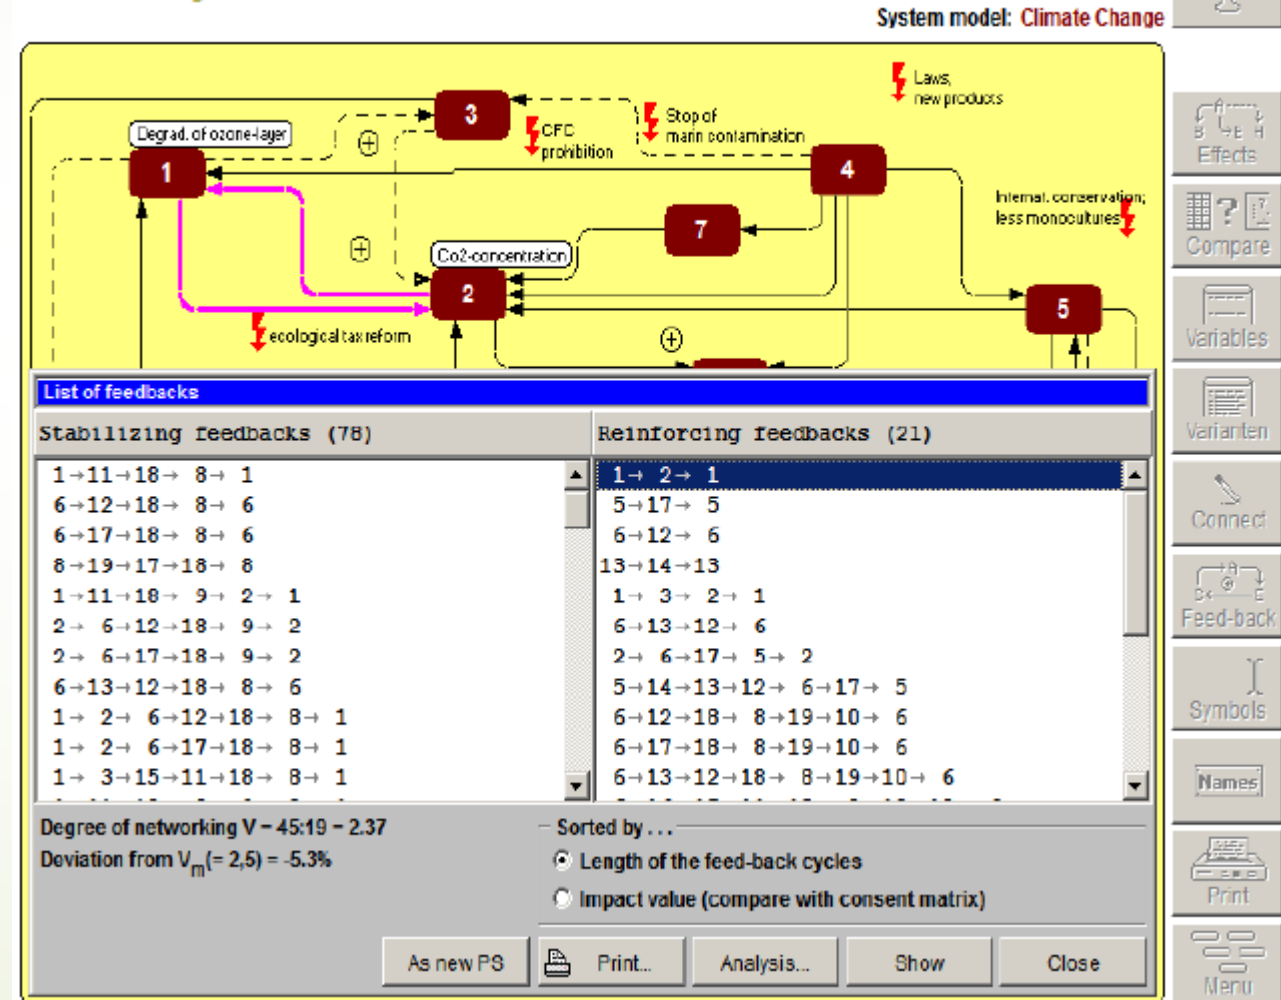 System model: Climate Change
Laws,
new products
3
Stop of
marin contamination
CFC
prohibition
Degrad. of ozone-layer
1
4
Internat. conservation;
less monocultures
7
Co2-concentration
2
5
ecological tax reform
Effects
Compare
Variables
Varianten
Connect
Feed-back
Symbols
Names
Print
Menu
List of feedbacks
Stabilizing feedbacks (78)
1→11→18→ 8→ 1
6→12→18→ 8→ 6
6→17→18→ 8→ 6
8→19→17→18→ 8
1→11→18→ 9→ 2→ 1
2→ 6→12→18→ 9→ 2
2→ 6→17→18→ 9→ 2
6→13→12→18→ 8→ 6
1→ 2→ 6→12→18→ 8→ 1
1→ 2→ 6→17→18→ 8→ 1
1→ 3→15→11→18→ 8→ 1
Reinforcing feedbacks (21)
1→ 2→ 1
5→17→ 5
6→12→ 6
13→14→13
1→ 3→ 2→ 1
6→13→12→ 6
2→ 6→17→ 5→ 2
5→14→13→12→ 6→17→ 5
6→12→18→ 8→19→10→ 6
6→17→18→ 8→19→10→ 6
6→13→12→18→ 8→19→10→ 6
Degree of networking V = 45:19 = 2.37
Deviation from Vm(= 2,5) = -5.3%
Sorted by . . .
Length of the feed-back cycles
Impact value (compare with consent matrix)
As new PS
Print...
Analysis...
Show
Close